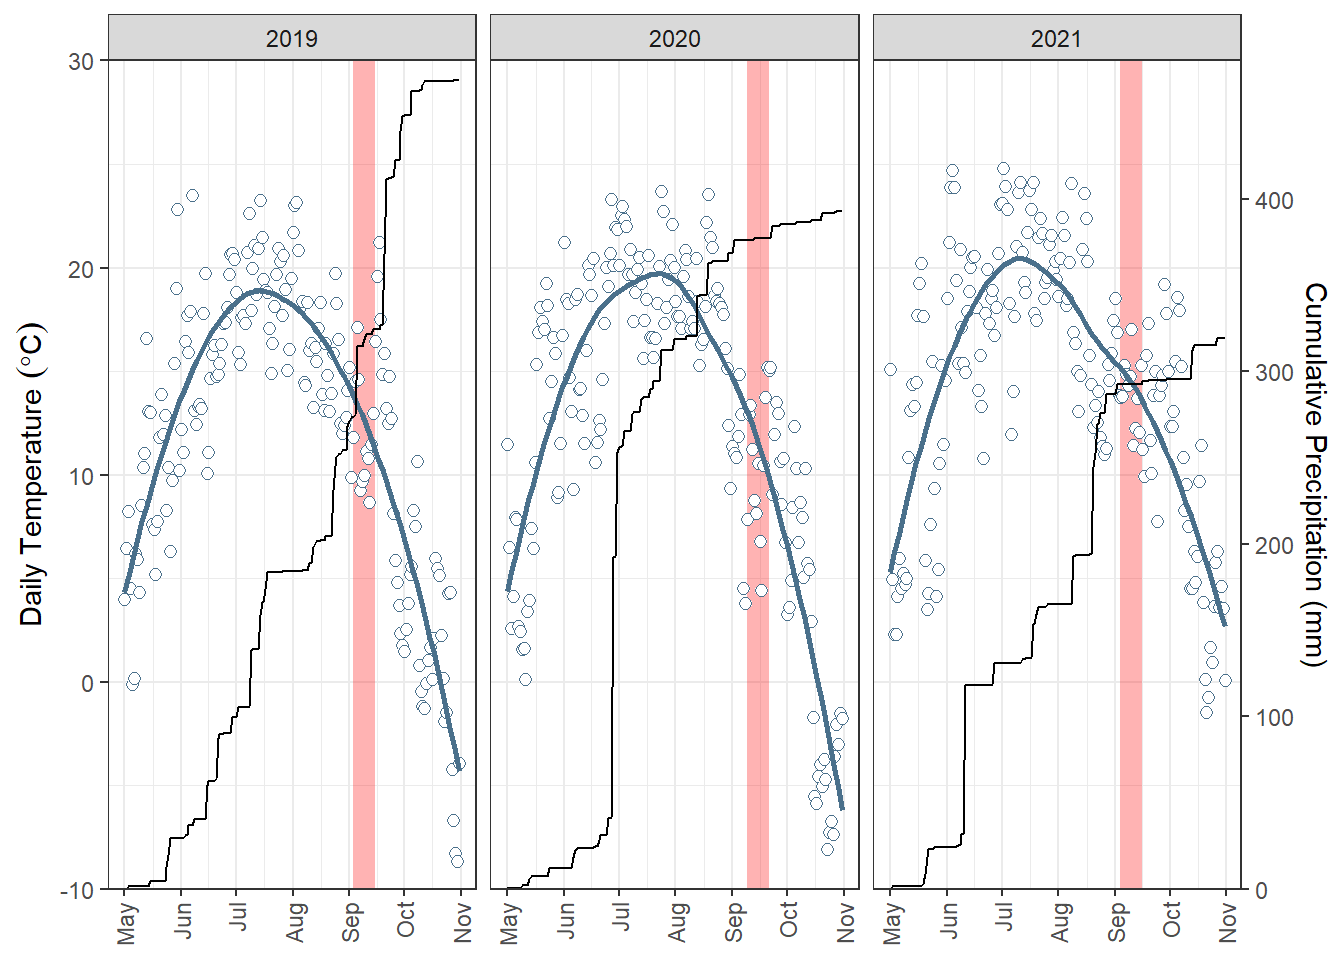 2019
2020
2021
30
20
10
0
-10
Daily Temperature (°C)
400
300
200
100
0
Cumulative Precipitation (mm)
May
Jun
Jul
Aug
Sep
Oct
Nov
May
Jun
Jul
Aug
Sep
Oct
Nov
May
Jun
Jul
Aug
Sep
Oct
Nov